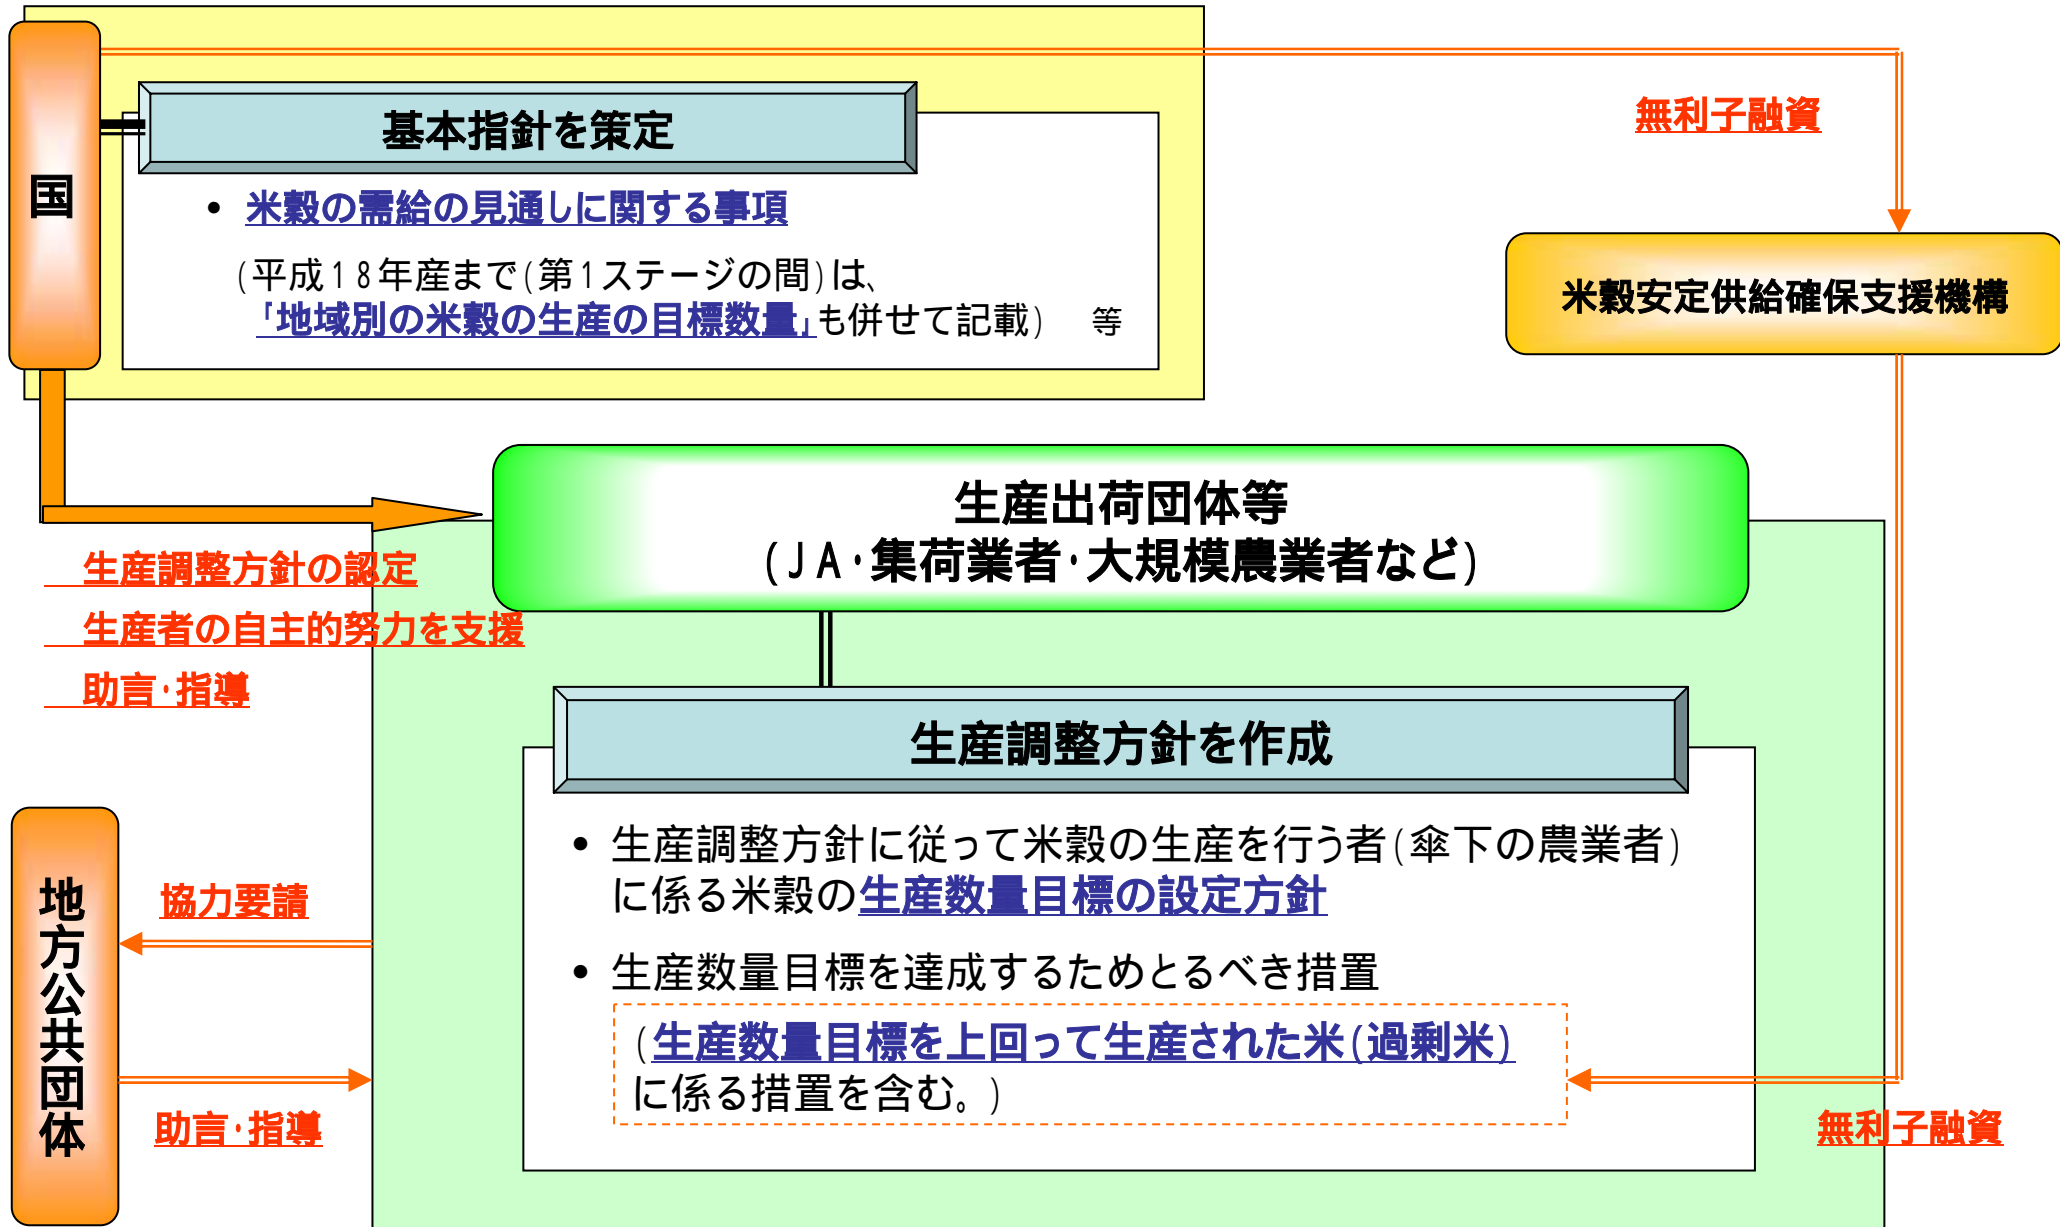 国
基本指針を策定
• 米穀の需給の見通しに関する事項
(平成18年産まで(第1ステージの間)は、
「地域別の米穀の生産の目標数量」も併せて記載) 等
無利子融資
米穀安定供給確保支援機構
生産出荷団体等
(JA・集荷業者・大規模農業者など)
生産調整方針の認定
生産者の自主的努力を支援
助言・指導
生産調整方針を作成
• 生産調整方針に従って米穀の生産を行う者(傘下の農業者)
に係る米穀の生産数量目標の設定方針
• 生産数量目標を達成するためとるべき措置
(生産数量目標を上回って生産された米(過剰米)
に係る措置を含む。)
無利子融資
地方公共団体
協力要請
助言・指導